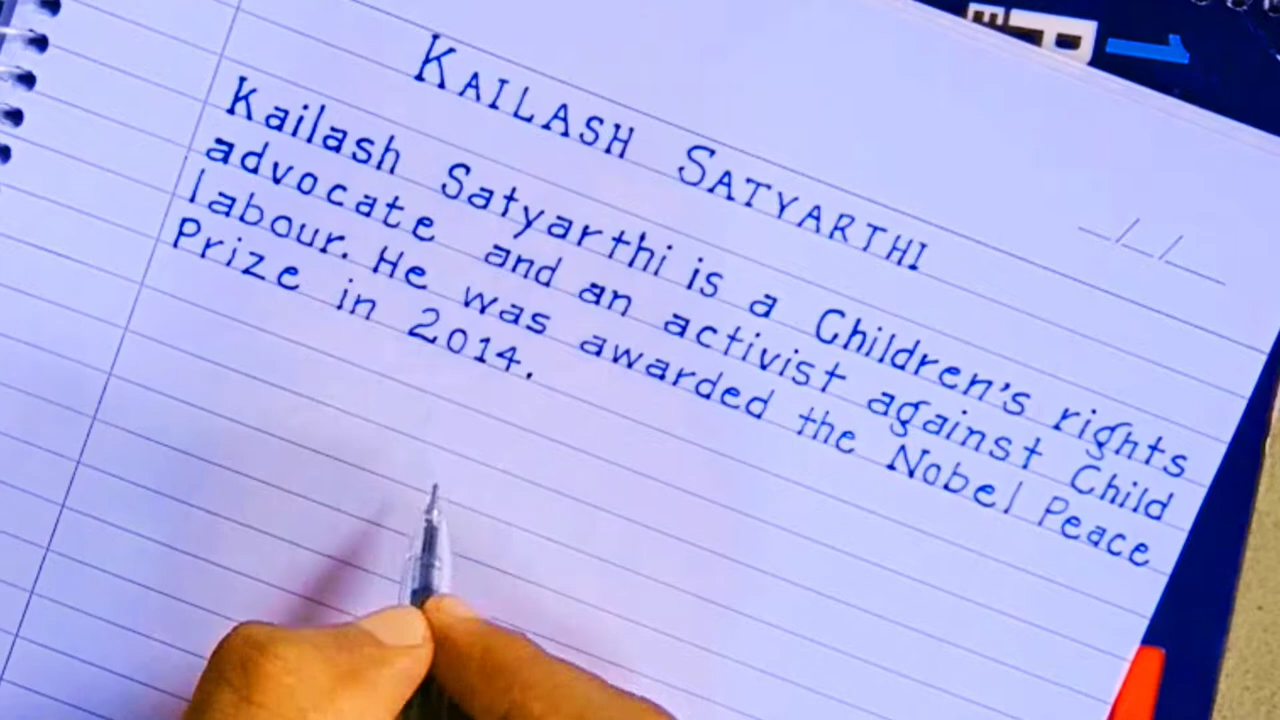 KAILASH SATYARTHI
Kailash Satyarthi is a Children's rights
advocate and an activist against Child
labour. He was awarded the Nobel Peace
Prize in 2014.